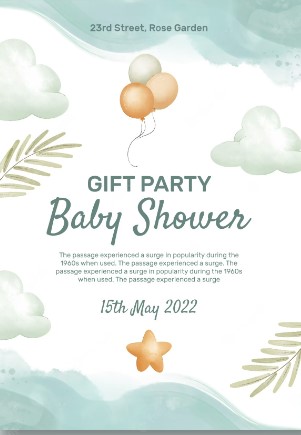 23rd Street, Rose Garden
GIFT PARTY
Baby Shower
The passage experienced a surge in popularity during the
1960s when used. The passage experienced a surge. The
passage experienced a surge in popularity during the 1960s
when used. The passage experienced a surge
15th May 2022